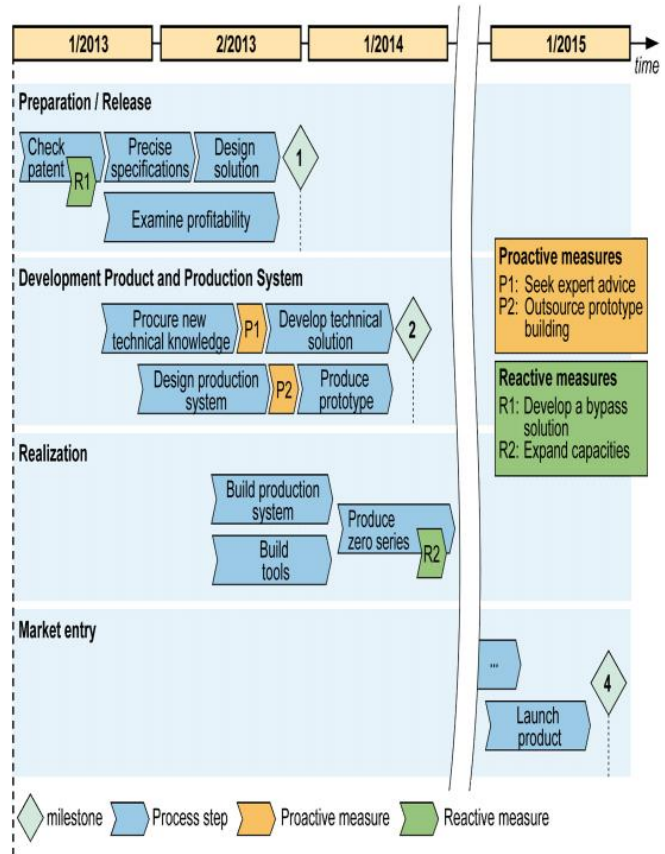 1/2013
2/2013
1/2014
1/2015
time
Preparation / Release
Check
patent
R1
Precise
specifications
Design
solution
1
Examine profitability
Proactive measures
P1: Seek expert advice
P2: Outsource prototype
building
Development Product and Production System
Procure new
technical knowledge
P1
Develop technical
solution
2
Design production
system
P2
Produce
prototype
Reactive measures
R1: Develop a bypass
solution
R2: Expand capacities
Realization
Build production
system
Build
tools
Produce
zero series
R2
Market entry
...
4
Launch
product
milestone
Process step
Proactive measure
Reactive measure